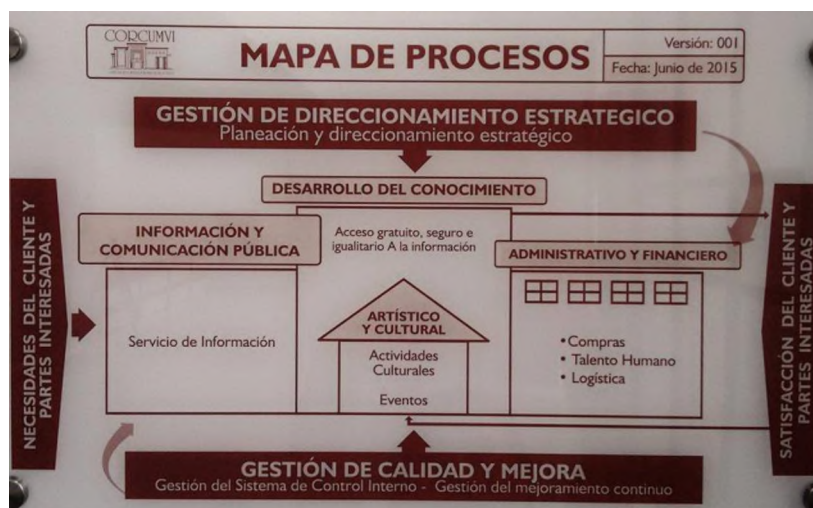 CORCUMVI
MAPA DE PROCESOS
Versión: 001
Fecha: Junio de 2015
GESTIÓN DE DIRECCIONAMIENTO ESTRATEGICO
Planeación y direccionamiento estratégico
DESARROLLO DEL CONOCIMIENTO
Acceso gratuito, seguro e
igualitario A la información
NECESIDADES DEL CLIENTE Y
PARTES INTERESADAS
INFORMACIÓN Y
COMUNICACIÓN PÚBLICA
Servicio de Información
ARTÍSTICO
Y CULTURAL
Actividades
Culturales
Eventos
ADMINISTRATIVO Y FINANCIERO
• Compras
• Talento Humano
• Logística
SATISFACCIÓN DEL CLIENTE Y
PARTES INTERESADAS
GESTIÓN DE CALIDAD Y MEJORA
Gestión del Sistema de Control Interno - Gestión del mejoramiento continuo